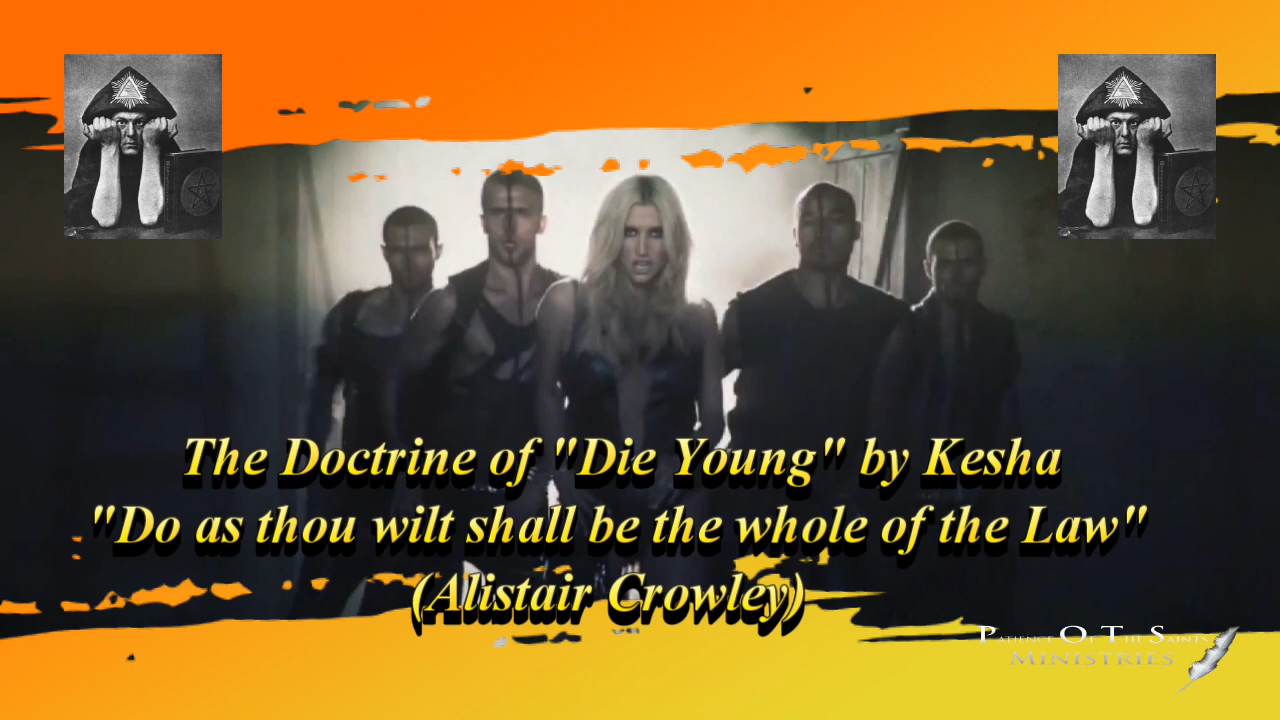 The Doctrine of "Die Young" by Kesha
"Do as thou wilt shall be the whole of the Law"
(Alistair Crowley)
PATIENCE OF THE SAINTS
MINISTRIES